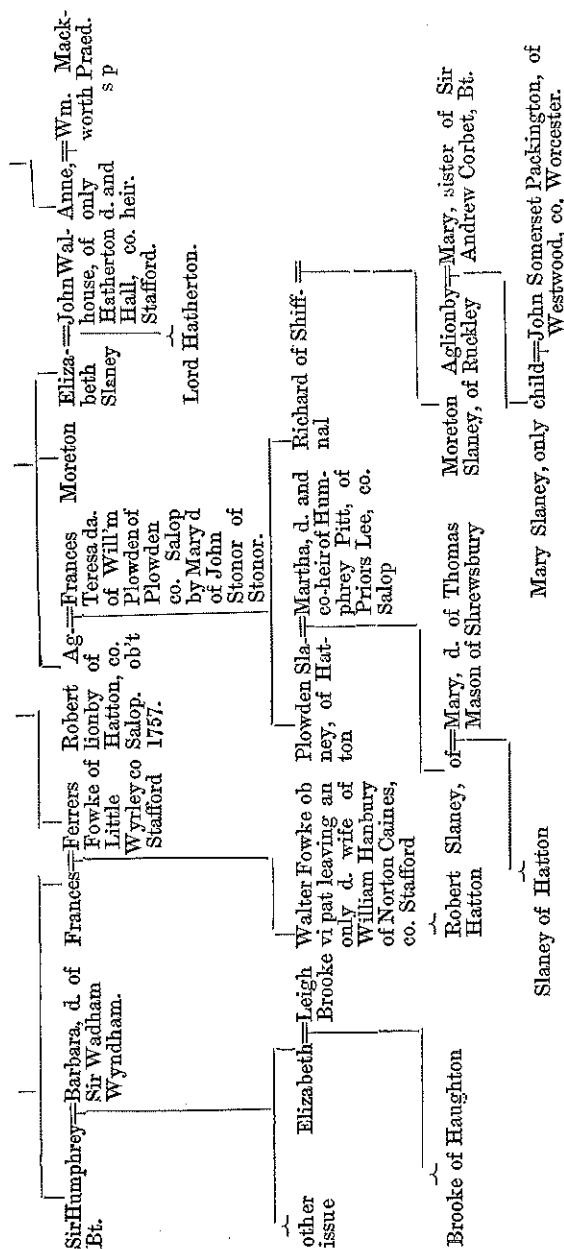 Sir Humphrey=Barbara, d. of
Bt. Sir Wadham
Wyndham.
Frances=Ferrers
Fowke of
Little
Wyrley co
Stafford
Robert Ag-=Frances
lionby of Teresa da.
Hatton, co. of Will'm
Salop. ob't Plowden of
1757. Plowden
co. Salop
by Mary d
of John
Stonor of
Stonor.
Moreton
Eliza-=John Wal-
beth house, of
Slaney Hatherton
Hall, co.
Stafford.
Anne,=Wm. Mack-
only worth Praed.
d. and s p
heir.
Lord Hatherton.
other
issue
Elizabeth=Leigh
Brooke
Walter Fowke ob
vi pat leaving an
only d. wife of
William Hanbury
of Norton Caines,
co. Stafford
Plowden Sla-=Martha, d. and
ney, of Hat- co-heir of Hum-
ton phrey Pitt, of
Priors Lee, co.
Salop
Richard of Shiff-=
nal
Brooke of Haughton
Robert Slaney, of=Mary, d. of Thomas
Hatton Mason of Shrewsbury
Moreton Aglionby=Mary, sister of Sir
Slaney, of Ruckley Andrew Corbet, Bt.
Slaney of Hatton
Mary Slaney, only child=John Somerset Packington, of
Westwood, co. Worcester.